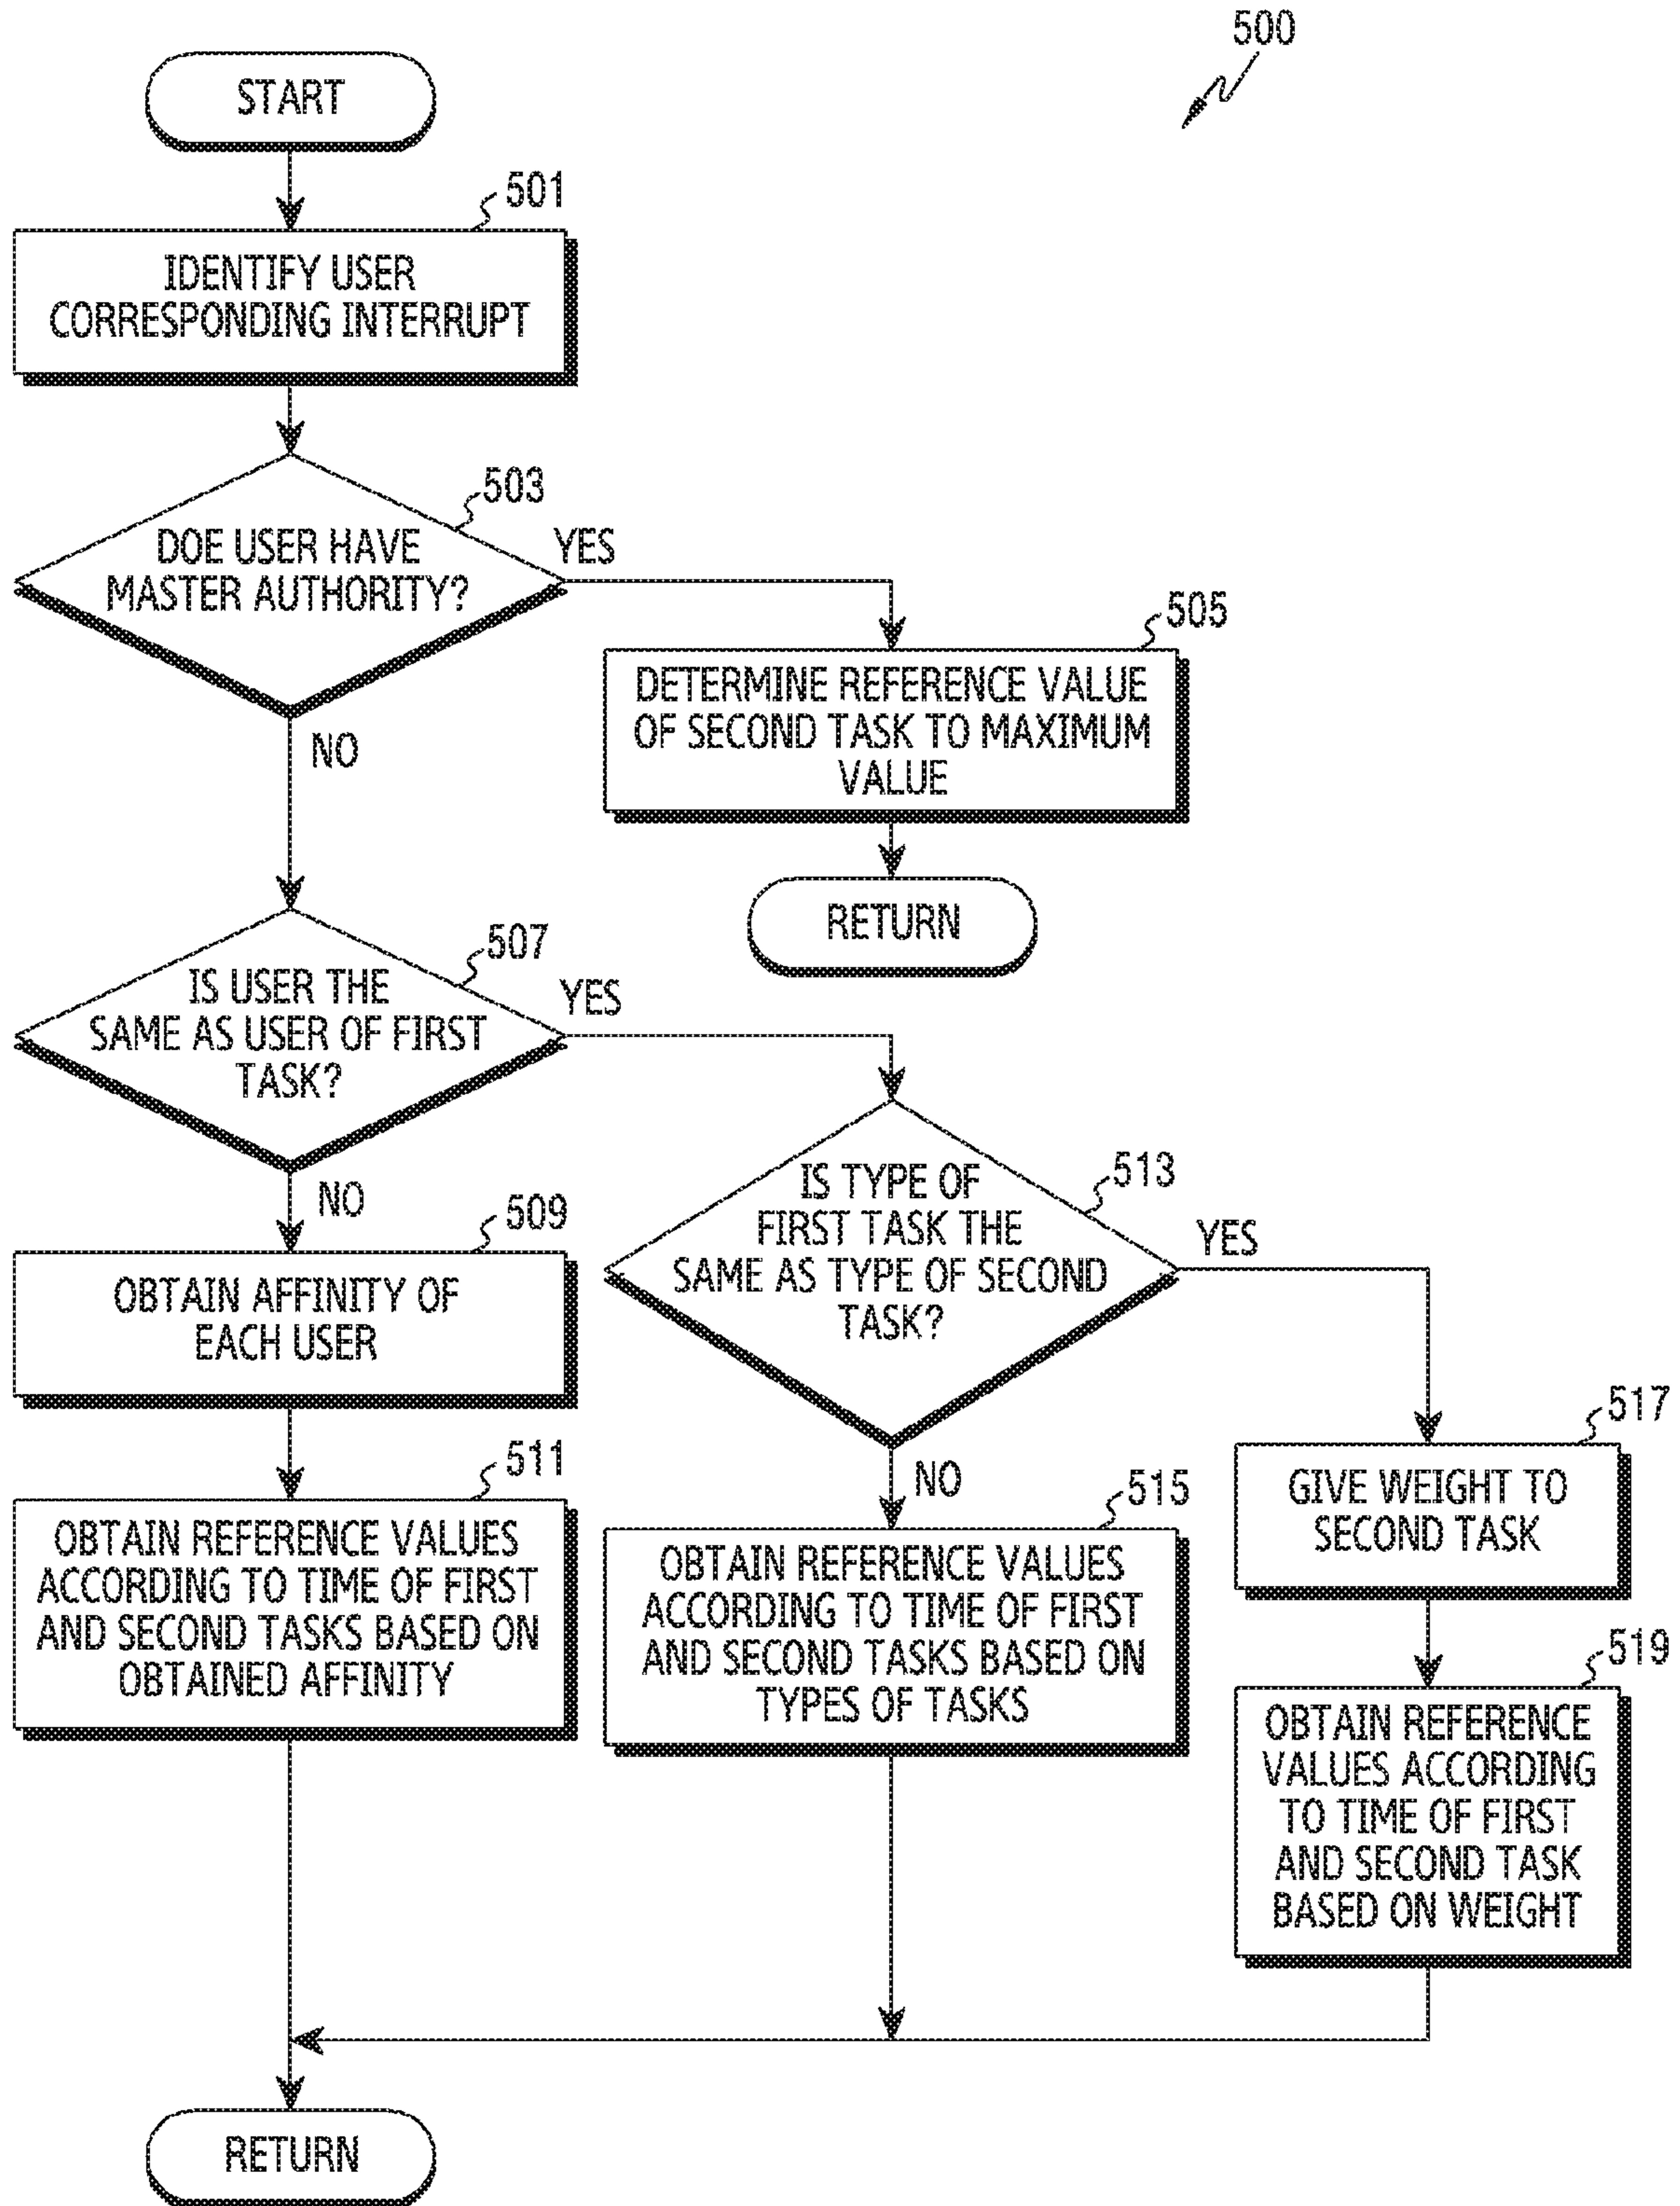 500
START
501
IDENTIFY USER
CORRESPONDING INTERRUPT
503
DOE USER HAVE
MASTER AUTHORITY?
YES
NO
505
DETERMINE REFERENCE VALUE
OF SECOND TASK TO MAXIMUM
VALUE
RETURN
507
IS USER THE
SAME AS USER OF FIRST
TASK?
YES
NO
509
OBTAIN AFFINITY OF
EACH USER
511
OBTAIN REFERENCE VALUES
ACCORDING TO TIME OF FIRST
AND SECOND TASKS BASED ON
OBTAINED AFFINITY
513
IS TYPE OF
FIRST TASK THE
SAME AS TYPE OF SECOND
TASK?
YES
NO
515
OBTAIN REFERENCE VALUES
ACCORDING TO TIME OF FIRST
AND SECOND TASKS BASED ON
TYPES OF TASKS
517
GIVE WEIGHT TO
SECOND TASK
519
OBTAIN REFERENCE
VALUES ACCORDING
TO TIME OF FIRST
AND SECOND TASK
BASED ON WEIGHT
RETURN